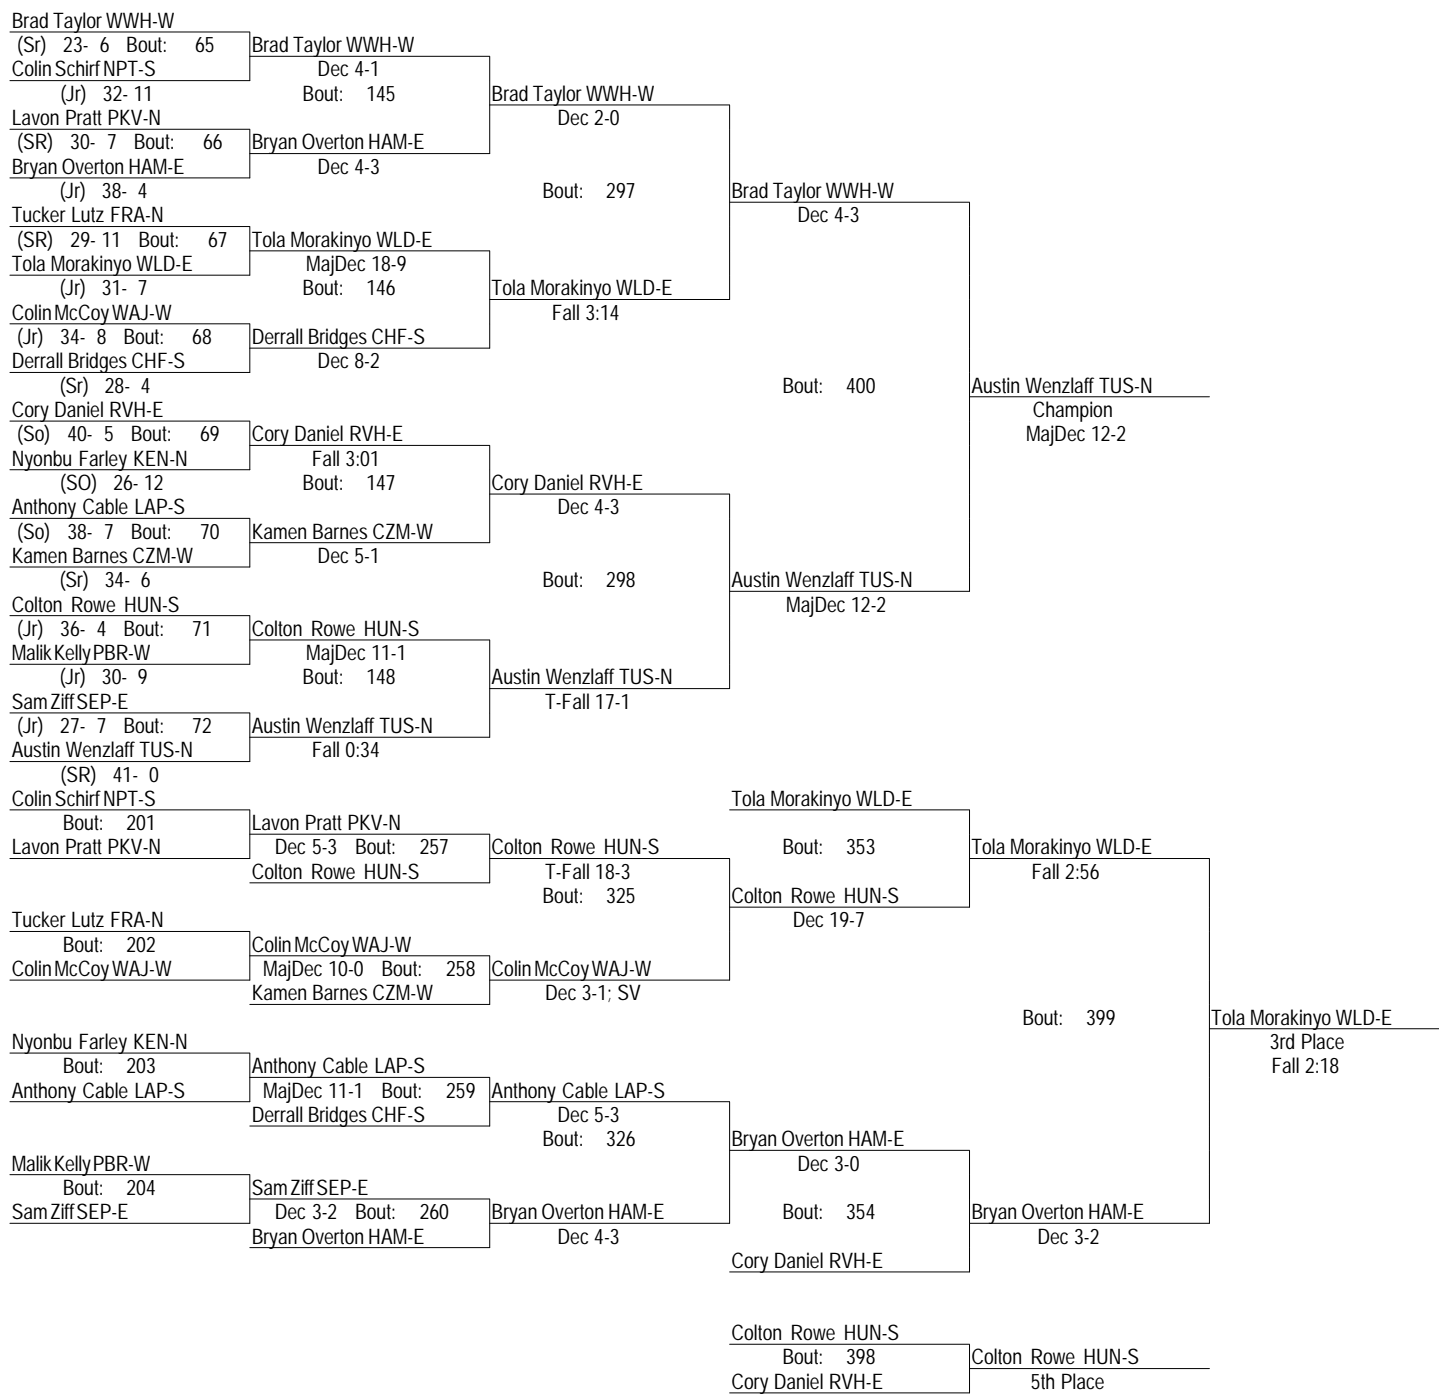 Brad Taylor WWH-W
(Sr) 23- 6 Bout: 65 Brad Taylor WWH-W
Colin Schirf NPT-S Dec 4-1
(Jr) 32- 11 Bout: 145 Brad Taylor WWH-W
Lavon Pratt PKV-N Dec 2-0
(SR) 30- 7 Bout: 66 Bryan Overton HAM-E
Bryan Overton HAM-E Dec 4-3
(Jr) 38- 4 Bout: 297 Brad Taylor WWH-W
Tucker Lutz FRA-N Dec 4-3
(SR) 29- 11 Bout: 67 Tola Morakinyo WLD-E
Tola Morakinyo WLD-E MajDec 18-9
(Jr) 31- 7 Bout: 146 Tola Morakinyo WLD-E
Colin McCoy WAJ-W Fall 3:14
(Jr) 34- 8 Bout: 68 Derrall Bridges CHF-S
Derrall Bridges CHF-S Dec 8-2
(Sr) 28- 4 Bout: 400 Austin Wenzlaff TUS-N
Cory Daniel RVH-E Champion
(So) 40- 5 Bout: 69 Cory Daniel RVH-E MajDec 12-2
Nyonbu Farley KEN-N Fall 3:01
(SO) 26- 12 Bout: 147 Cory Daniel RVH-E
Anthony Cable LAP-S Dec 4-3
(So) 38- 7 Bout: 70 Kamen Barnes CZM-W
Kamen Barnes CZM-W Dec 5-1
(Sr) 34- 6 Bout: 298 Austin Wenzlaff TUS-N
Colton Rowe HUN-S MajDec 12-2
(Jr) 36- 4 Bout: 71 Colton Rowe HUN-S
Malik Kelly PBR-W MajDec 11-1
(Jr) 30- 9 Bout: 148 Austin Wenzlaff TUS-N
Sam Ziff SEP-E T-Fall 17-1
(Jr) 27- 7 Bout: 72 Austin Wenzlaff TUS-N
Austin Wenzlaff TUS-N Fall 0:34
(SR) 41- 0
Colin Schirf NPT-S Tola Morakinyo WLD-E
Bout: 201 Lavon Pratt PKV-N
Lavon Pratt PKV-N Dec 5-3 Bout: 257 Colton Rowe HUN-S Bout: 353 Tola Morakinyo WLD-E
Colton Rowe HUN-S T-Fall 18-3 Fall 2:56
Bout: 325 Colton Rowe HUN-S
Tucker Lutz FRA-N Dec 19-7
Bout: 202 Colin McCoy WAJ-W
Colin McCoy WAJ-W MajDec 10-0 Bout: 258 Colin McCoy WAJ-W
Kamen Barnes CZM-W Dec 3-1; SV
Bout: 399 Tola Morakinyo WLD-E
Nyonbu Farley KEN-N 3rd Place
Bout: 203 Anthony Cable LAP-S Fall 2:18
Anthony Cable LAP-S MajDec 11-1 Bout: 259 Anthony Cable LAP-S
Derrall Bridges CHF-S Dec 5-3
Bout: 326 Bryan Overton HAM-E
Malik Kelly PBR-W Dec 3-0
Bout: 204 Sam Ziff SEP-E
Sam Ziff SEP-E Dec 3-2 Bout: 260 Bryan Overton HAM-E Bout: 354 Bryan Overton HAM-E
Bryan Overton HAM-E Dec 4-3 Dec 3-2
Cory Daniel RVH-E
Colton Rowe HUN-S
Bout: 398 Colton Rowe HUN-S
Cory Daniel RVH-E 5th Place